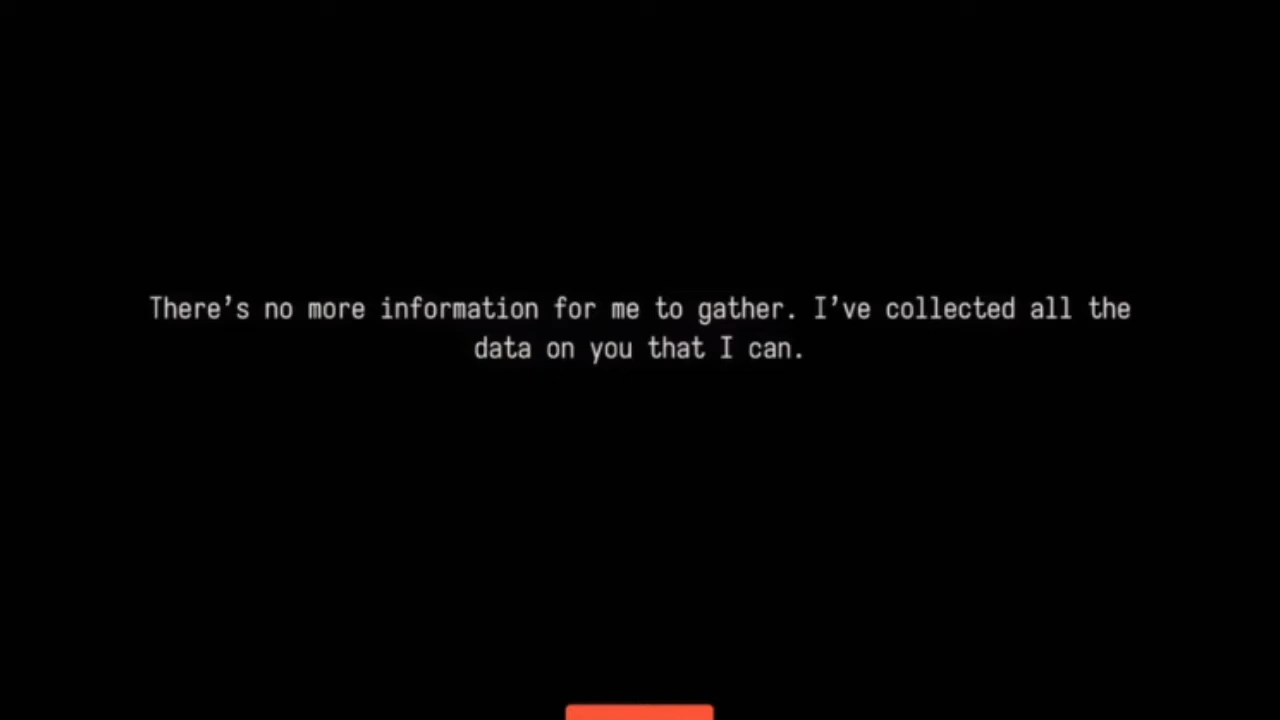 There’s no more information for me to gather. I’ve collected all the
data on you that I can.